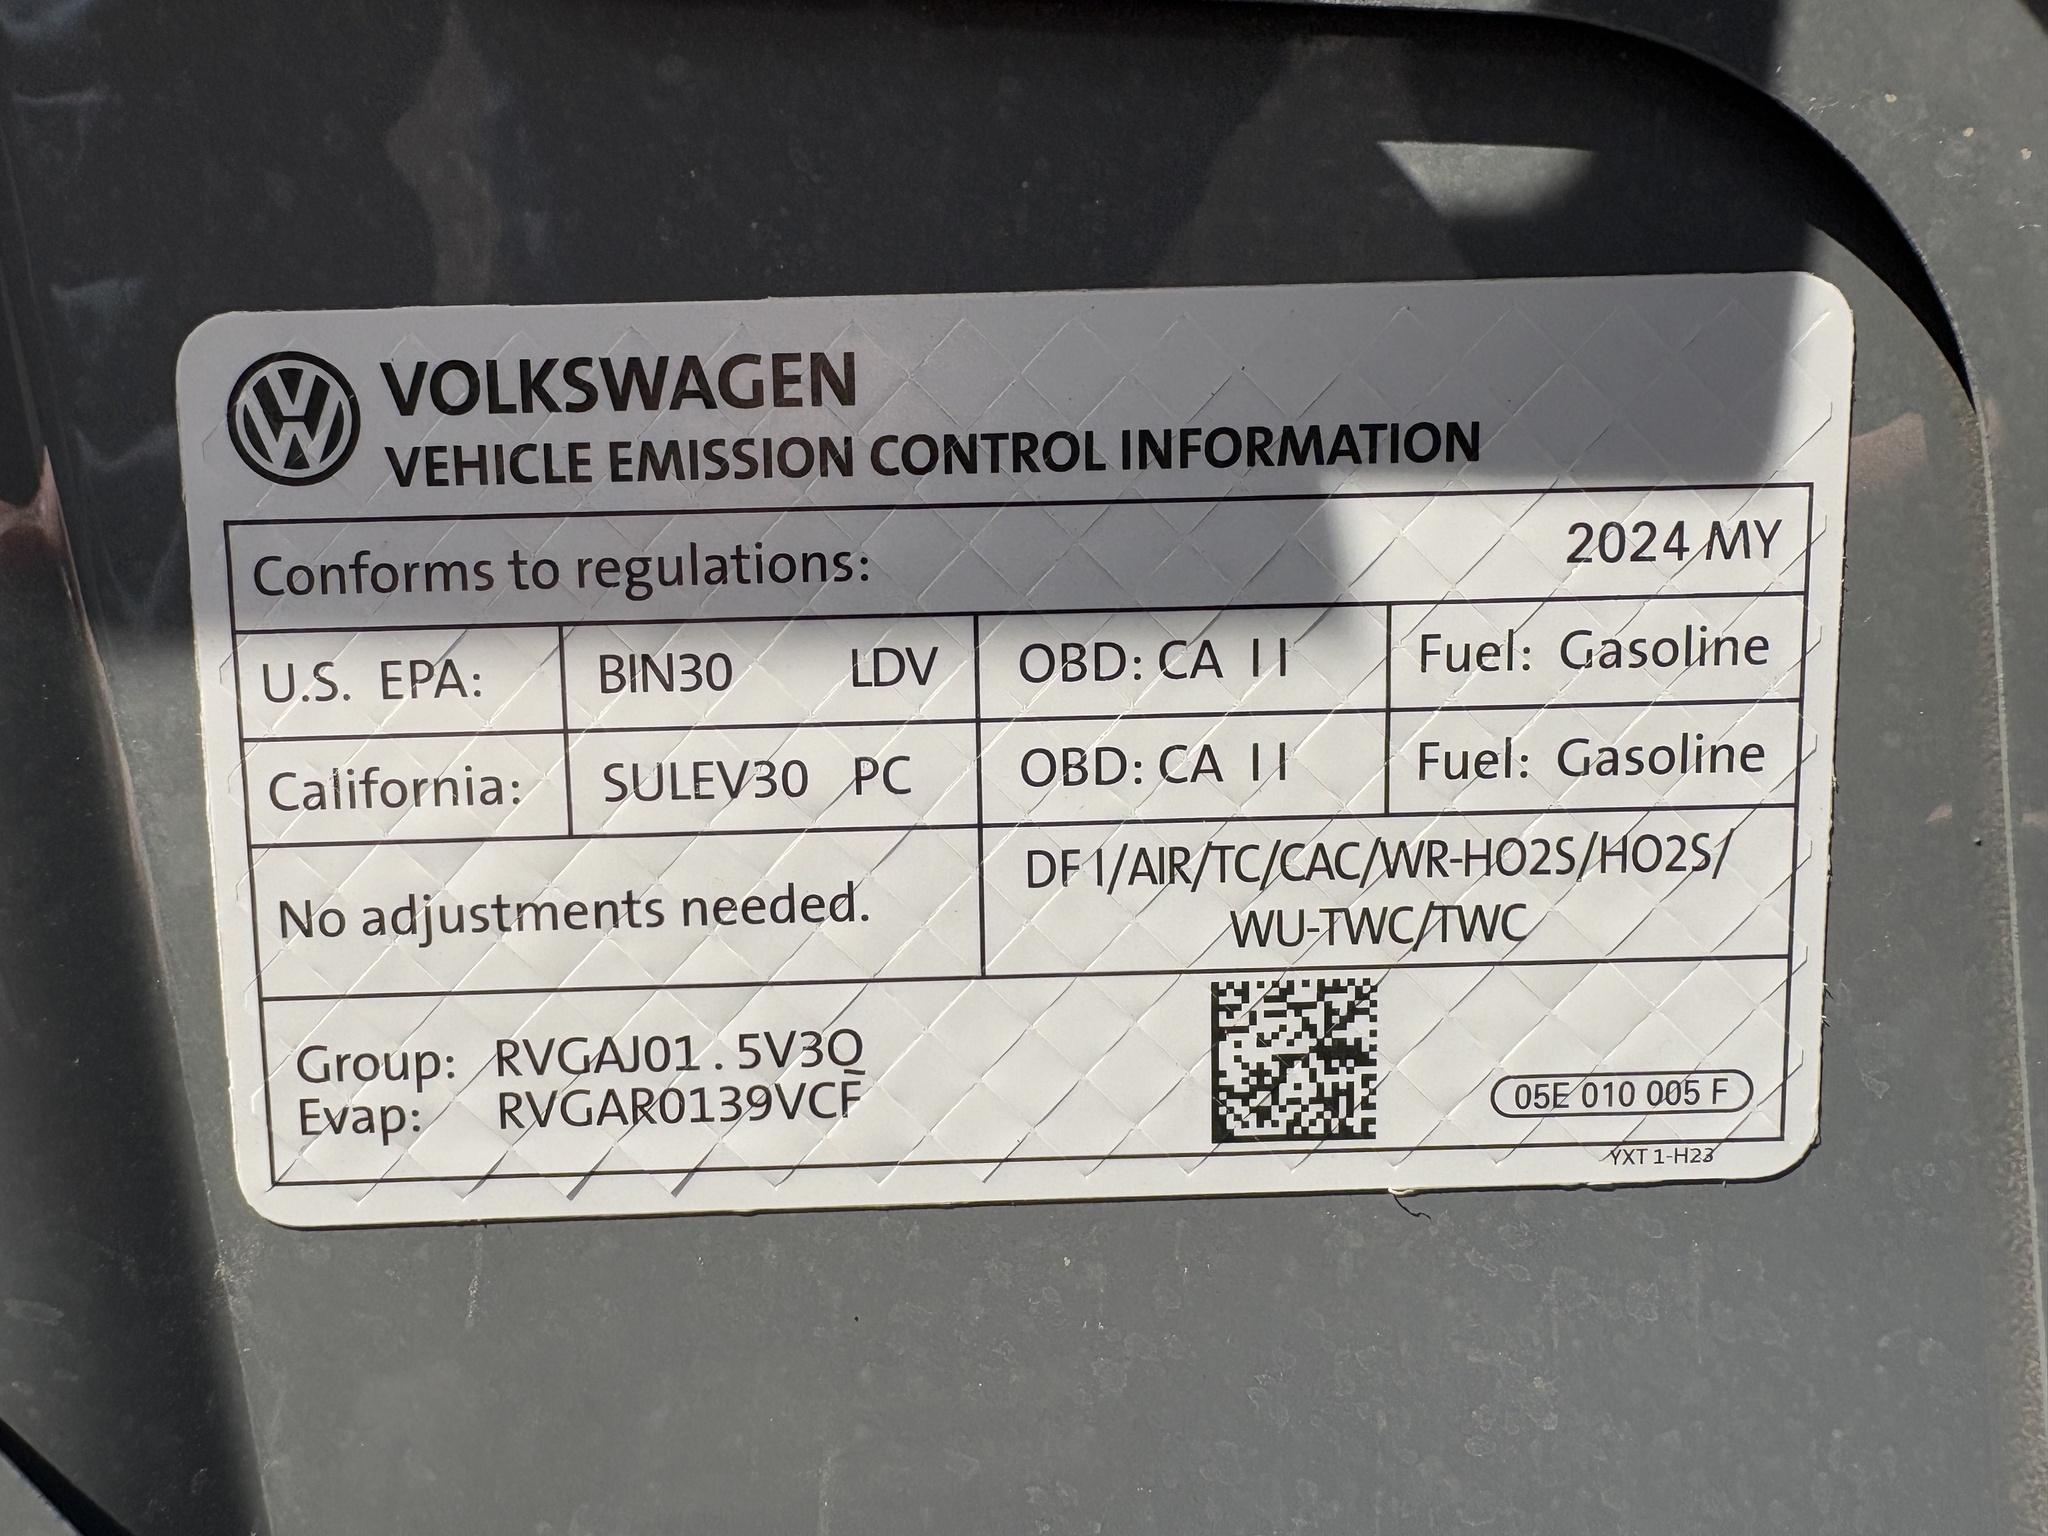 VOLKSWAGEN
VEHICLE EMISSION CONTROL INFORMATION
Conforms to regulations: 2024 MY
U.S. EPA: BIN30 LDV OBD: CA II Fuel: Gasoline
California: SULEV30 PC OBD: CA II Fuel: Gasoline
No adjustments needed.
DFI/AIR/TC/CAC/WR-HO2S/HO2S/
WU-TWC/TWC
Group: RVGAJ01.5V3Q
Evap: RVGAR0139VCF
05E 010 005 F
YXT 1-H23